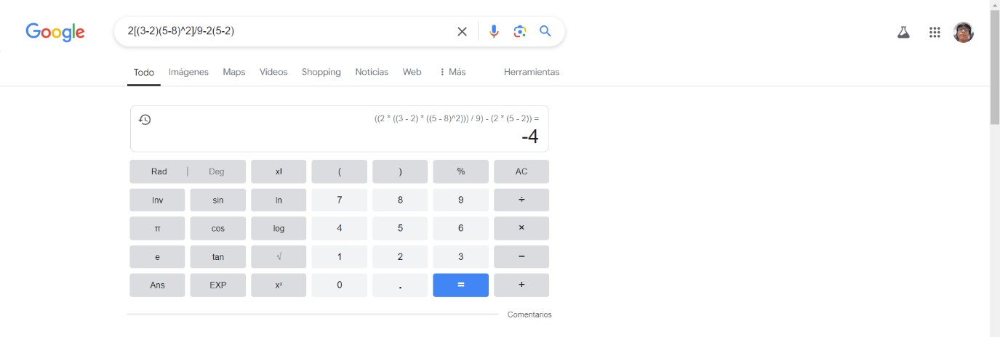 Google
2[(3-2)(5-8)^2]/9-2(5-2)
Todo Imágenes Maps Vídeos Shopping Noticias Web Más Herramientas
((2 * ((3 - 2) * ((5 - 8)^2))) / 9) - (2 * (5 - 2)) =
-4
Rad | Deg x! ( ) % AC
Inv sin ln 7 8 9 ÷
π cos log 4 5 6 ×
e tan √ 1 2 3 −
Ans EXP xʸ 0 . = +
Comentarios